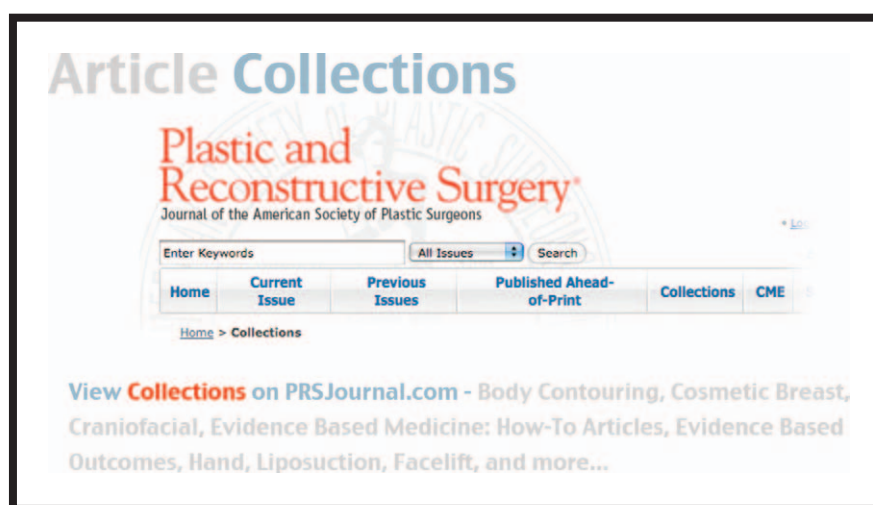 Article Collections
Plastic and
Reconstructive Surgery®
Journal of the American Society of Plastic Surgeons
Enter Keywords All Issues Search
Home Current Issue Previous Issues Published Ahead-of-Print Collections CME
Home > Collections
View Collections on PRSJournal.com - Body Contouring, Cosmetic Breast,
Craniofacial, Evidence Based Medicine: How-To Articles, Evidence Based
Outcomes, Hand, Liposuction, Facelift, and more...